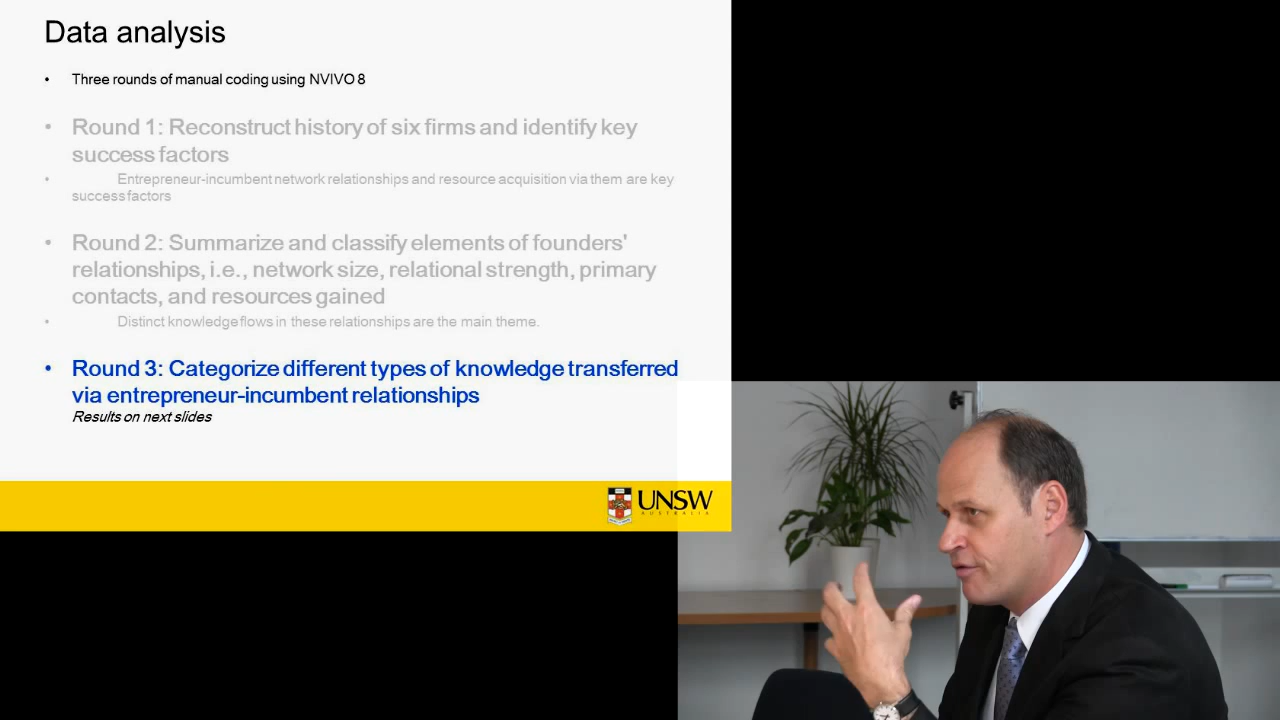 Data analysis
• Three rounds of manual coding using NVIVO 8
• Round 1: Reconstruct history of six firms and identify key
success factors
• Entrepreneur-incumbent network relationships and resource acquisition via them are key
success factors
• Round 2: Summarize and classify elements of founders'
relationships, i.e., network size, relational strength, primary
contacts, and resources gained
• Distinct knowledge flows in these relationships are the main theme.
• Round 3: Categorize different types of knowledge transferred
via entrepreneur-incumbent relationships
Results on next slides
UNSW
AUSTRALIA